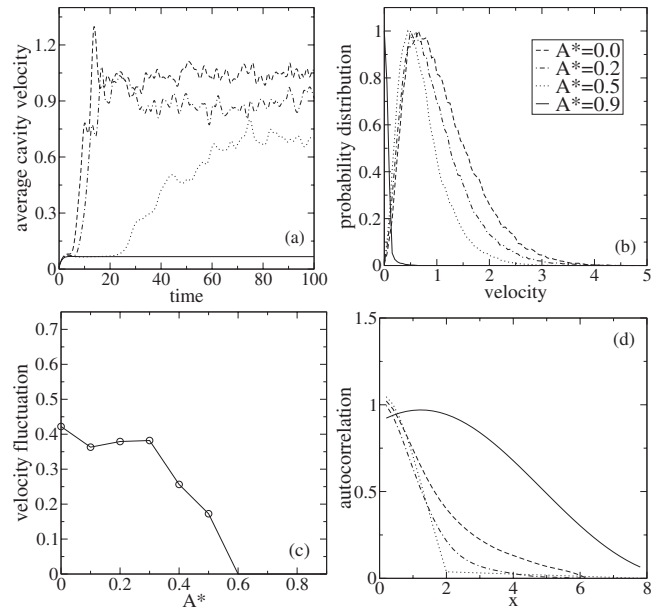 1.2
0.9
0.6
0.3
0
average cavity velocity
0 20 40 60 80 100
time
(a)
1
0.8
0.6
0.4
0.2
0
probability distribution
A*=0.0
A*=0.2
A*=0.5
A*=0.9
(b)
0 1 2 3 4 5
velocity
0.7
0.6
0.5
0.4
0.3
0.2
0.1
0
velocity fluctuation
(c)
0 0.2 0.4 0.6 0.8
A*
(d)
1.5
1
0.5
0
autocorrelation
0 2 4 6 8
x